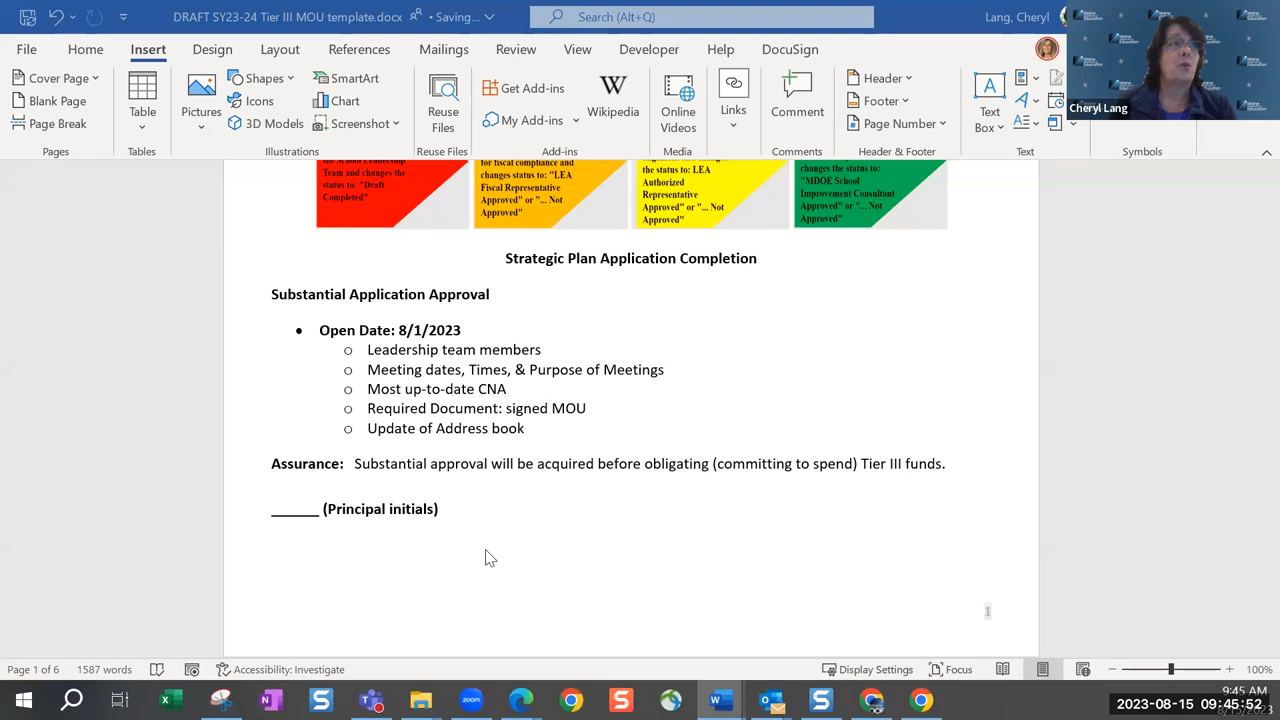 DRAFT SY23-24 Tier III MOU template.docx
Saving...
Search (Alt+Q)
Lang, Cheryl
File
Home
Insert
Design
Layout
References
Mailings
Review
View
Developer
Help
DocuSign
Cover Page
Blank Page
Page Break
Table
Pictures
Shapes
Icons
3D Models
SmartArt
Chart
Screenshot
Reuse
Files
Get Add-ins
My Add-ins
Wikipedia
Online
Videos
Links
Comment
Header
Footer
Page Number
Text
Box
Cheryl Lang
Pages
Tables
Illustrations
Reuse Files
Add-ins
Media
Comments
Header & Footer
Text
Symbols
the School Leadership
Team and changes the
status to: "Draft
Completed"
for fiscal compliance and
changes status to: "LEA
Fiscal Representative
Approved" or "... Not
Approved"
the status to: LEA
Authorized
Representative
Approved" or "... Not
Approved"
changes the status to:
"MDOE School
Improvement Consultant
Approved" or "... Not
Approved"
Strategic Plan Application Completion
Substantial Application Approval
• Open Date: 8/1/2023
o Leadership team members
o Meeting dates, Times, & Purpose of Meetings
o Most up-to-date CNA
o Required Document: signed MOU
o Update of Address book
Assurance: Substantial approval will be acquired before obligating (committing to spend) Tier III funds.
______ (Principal initials)
1
Page 1 of 6
1587 words
Accessibility: Investigate
Display Settings
Focus
100%
9:45 AM
2023-08-15 09:45:52